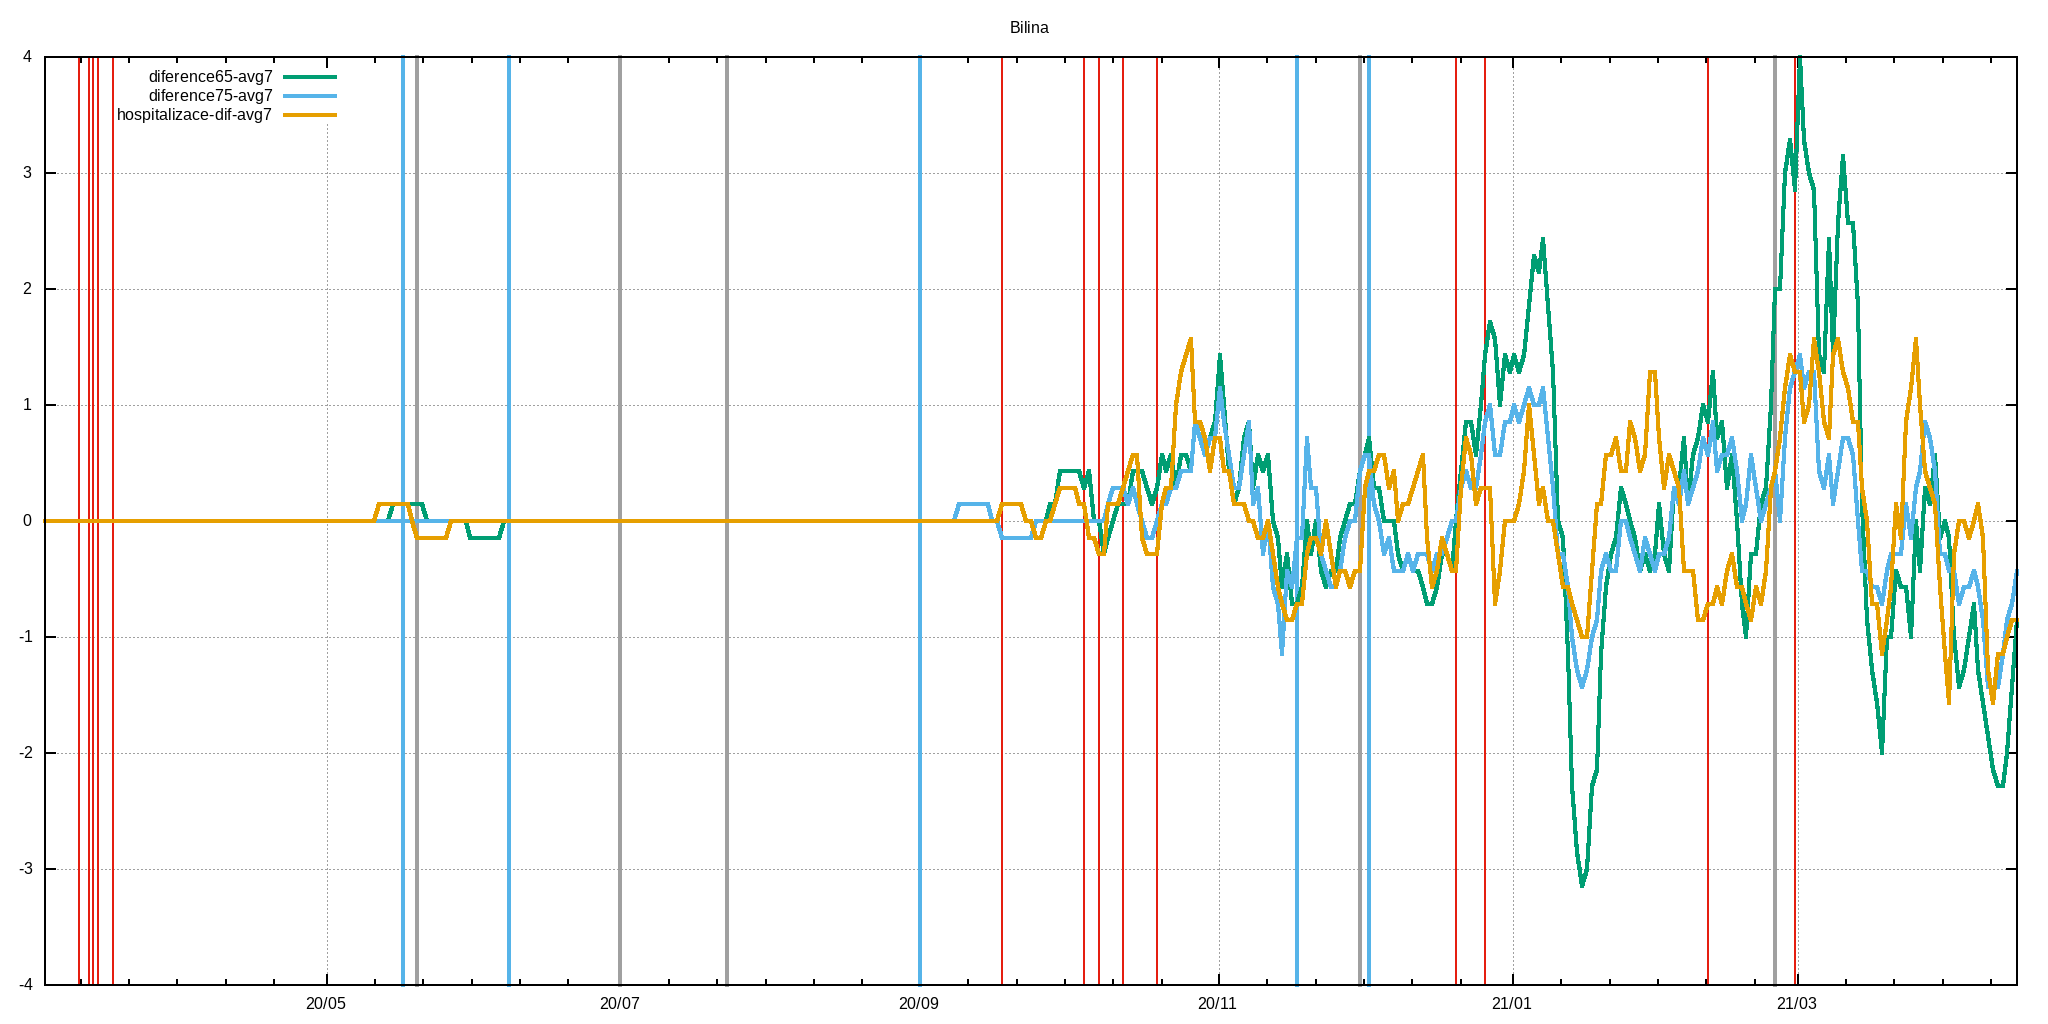 Bilina
diference65-avg7
diference75-avg7
hospitalizace-dif-avg7
4
3
2
1
0
-1
-2
-3
-4
20/05 20/07 20/09 20/11 21/01 21/03